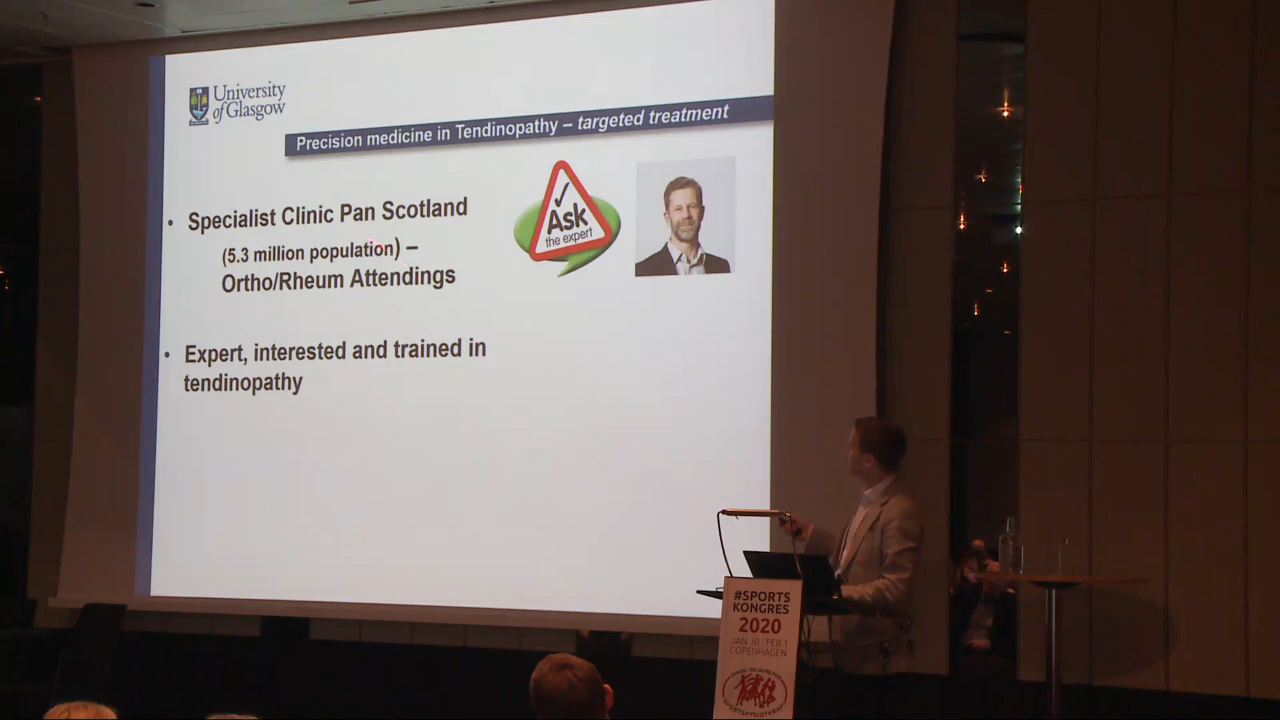 University
of Glasgow
Precision medicine in Tendinopathy – targeted treatment
• Specialist Clinic Pan Scotland
(5.3 million population) –
Ortho/Rheum Attendings
Ask
the expert
• Expert, interested and trained in
tendinopathy
#SPORTS
KONGRES
2020
JAN 30 - FEB 1
COPENHAGEN